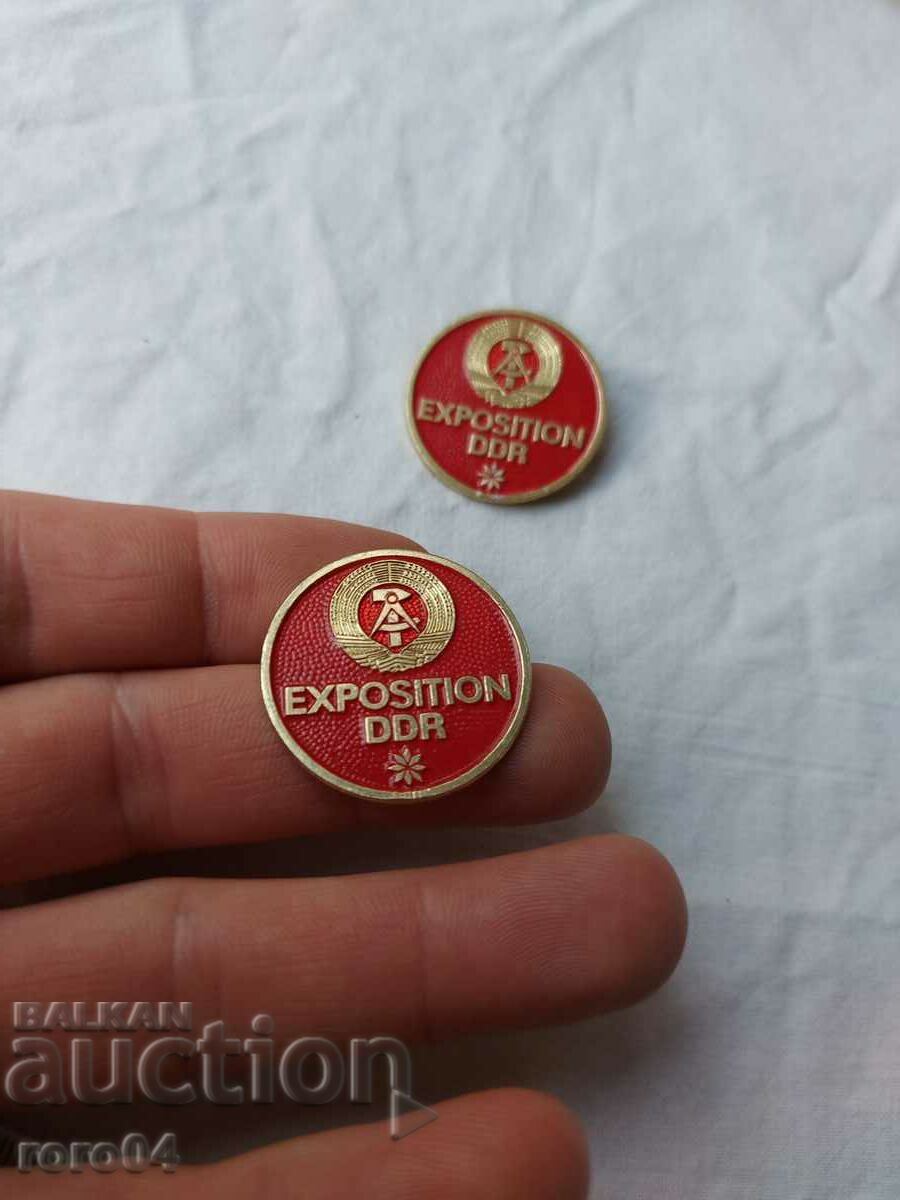 EXPOSITION
DDR
EXPOSiTION
DDR
BALKAN
auction
roro04